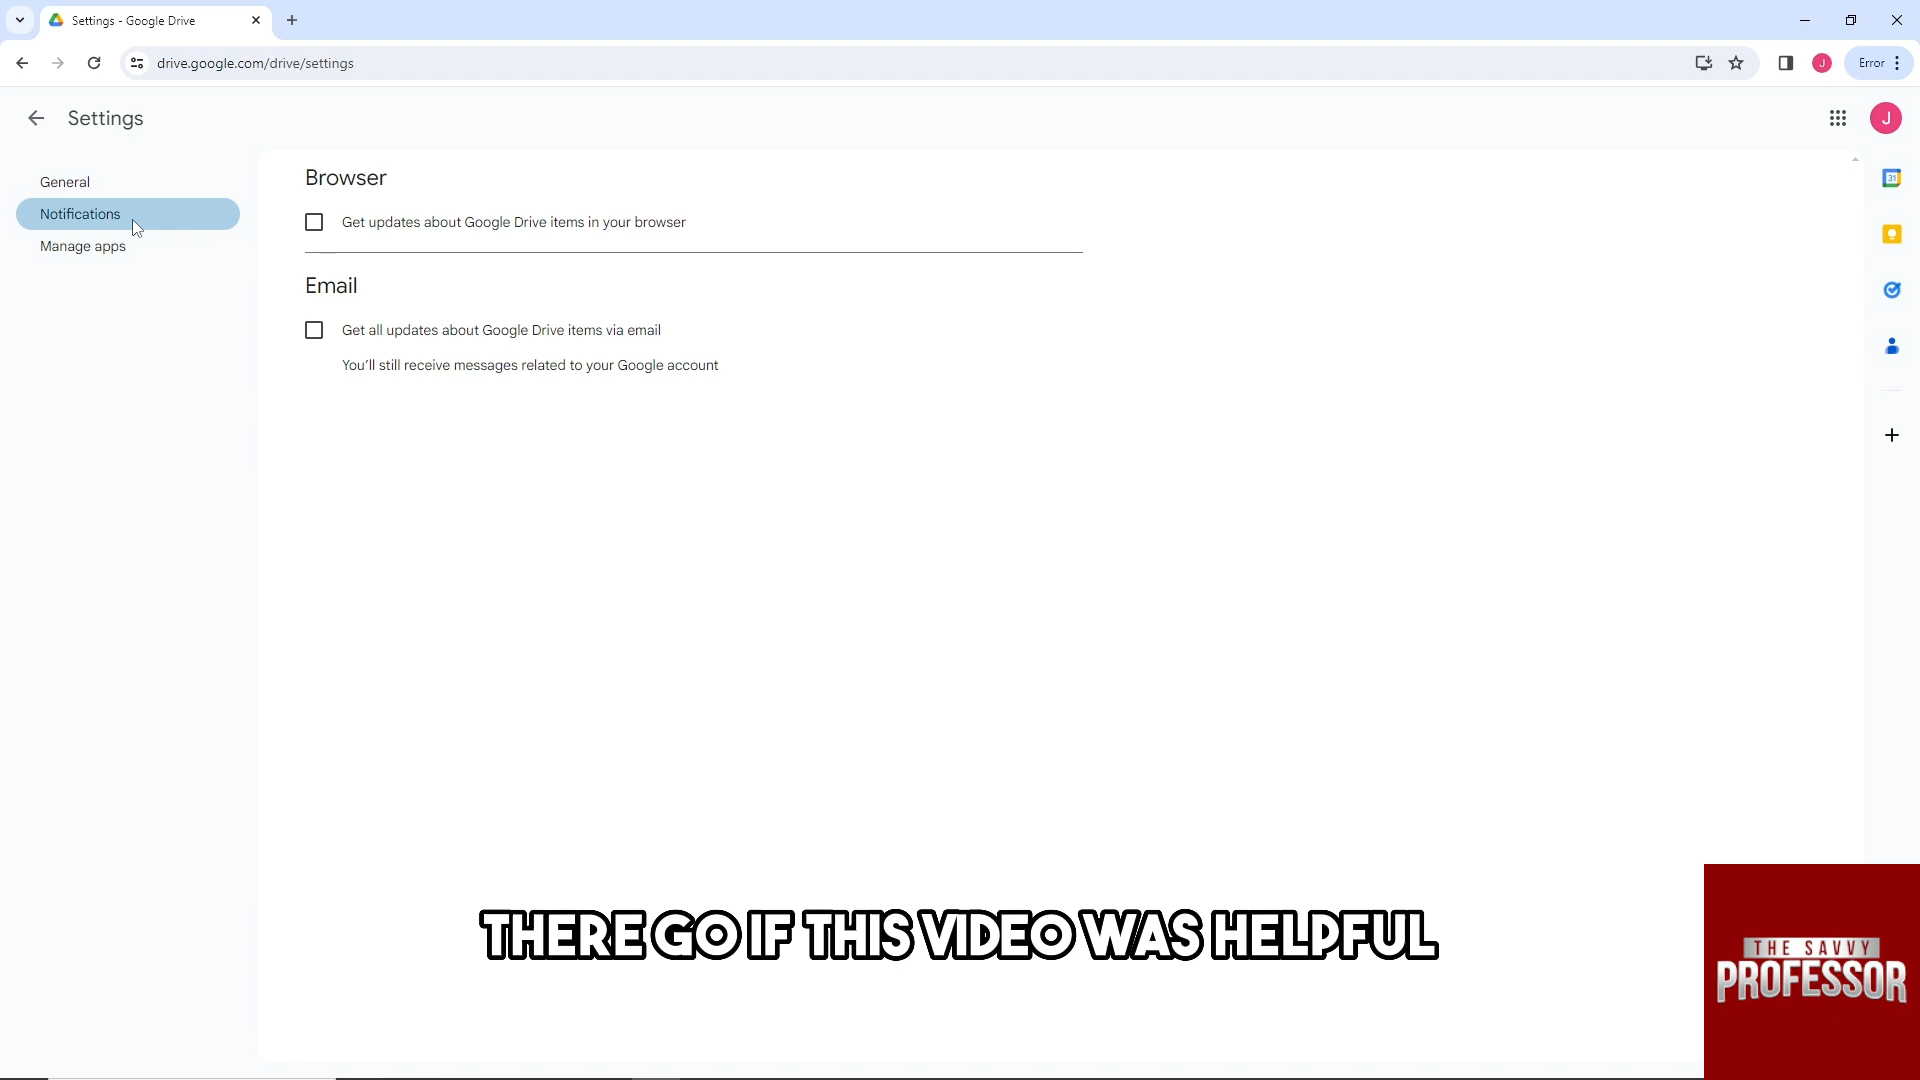 Settings - Google Drive
drive.google.com/drive/settings
J
Error
Settings
J
General
Notifications
Manage apps
Browser
Get updates about Google Drive items in your browser
Email
Get all updates about Google Drive items via email
You'll still receive messages related to your Google account
31
THERE GO IF THIS VIDEO WAS HELPFUL
THE SAVVY
PROFESSOR